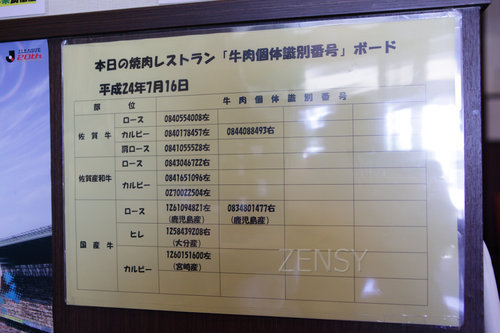 J.LEAGUE
20th
本日の焼肉レストラン「牛肉個体識別番号」ボード
平成24年7月16日
部 位 牛 肉 個 体 識 別 番 号
佐 賀 牛 ロース 0840554008左
カルビー 0840178457左 0844088493右
肩ロース 0841055528左
佐賀産和牛 ロース 0843046722右
カルビー 0841651096左
0270022504左
国 産 牛 ロース 1261094821左 0834801477右
(鹿児島産) (鹿児島産)
ヒレ 1258439208右
(大分産)
カルビー 1260151600左
(宮崎産)
ZENSY